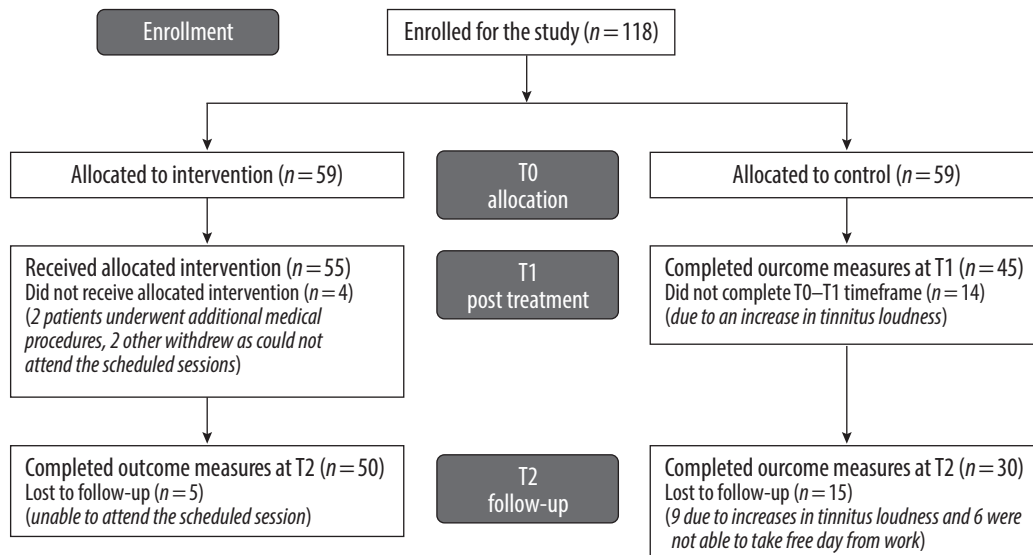 Enrollment
Enrolled for the study (n = 118)
Allocated to intervention (n = 59)
T0
allocation
Allocated to control (n = 59)
Received allocated intervention (n = 55)
Did not receive allocated intervention (n = 4)
(2 patients underwent additional medical
procedures, 2 other withdrew as could not
attend the scheduled sessions)
T1
post treatment
Completed outcome measures at T1 (n = 45)
Did not complete T0–T1 timeframe (n = 14)
(due to an increase in tinnitus loudness)
Completed outcome measures at T2 (n = 50)
Lost to follow-up (n = 5)
(unable to attend the scheduled session)
T2
follow-up
Completed outcome measures at T2 (n = 30)
Lost to follow-up (n = 15)
(9 due to increases in tinnitus loudness and 6 were
not able to take free day from work)